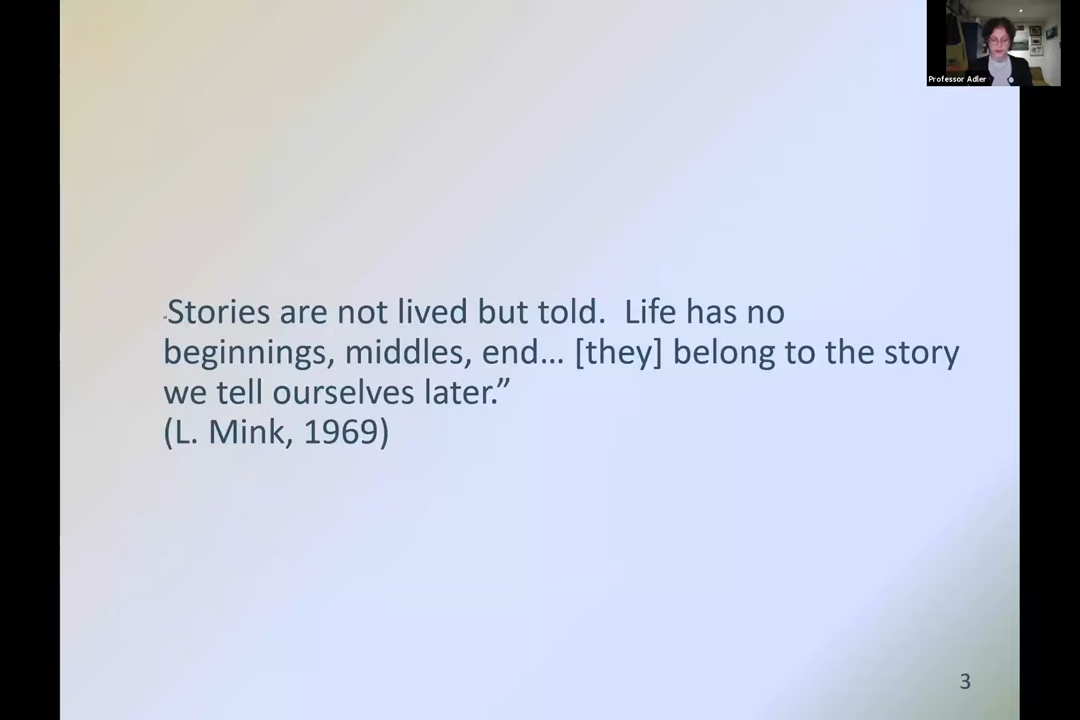 Professor Adler
“Stories are not lived but told.  Life has no
beginnings, middles, end… [they] belong to the story
we tell ourselves later.”
(L. Mink, 1969)
3